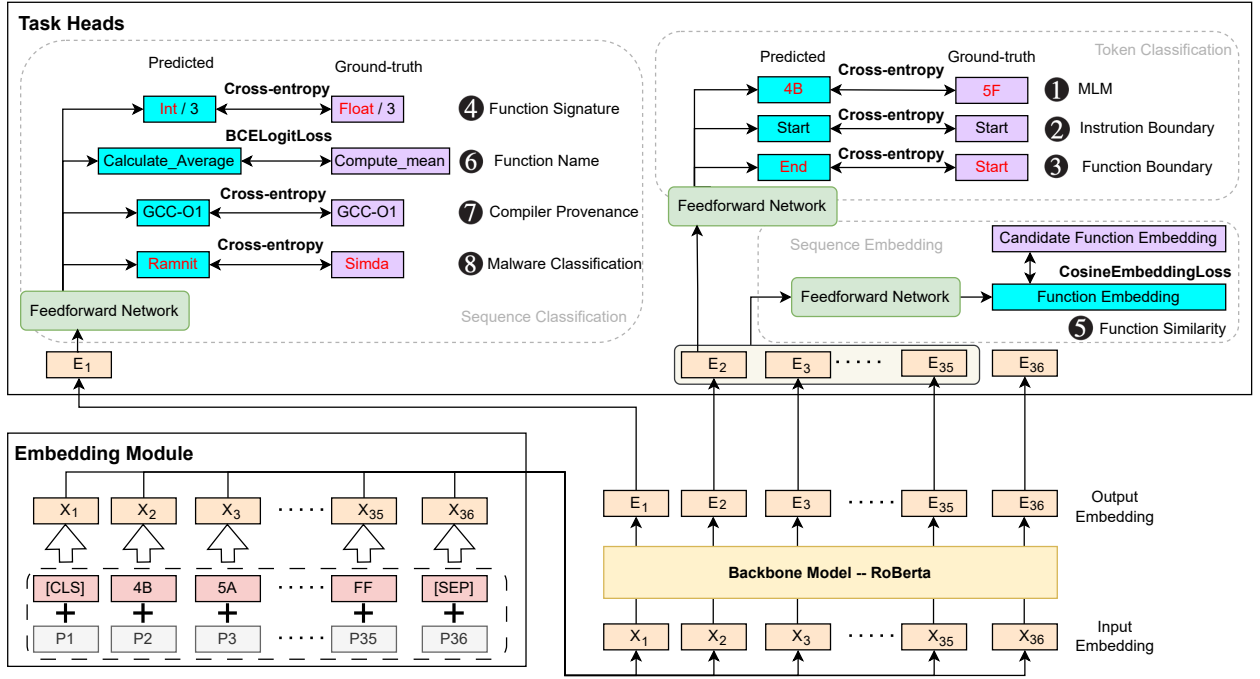 Task Heads
Predicted
Ground-truth
Int / 3
Cross-entropy
Float / 3
4 Function Signature
BCELogitLoss
Calculate_Average
Compute_mean
6 Function Name
GCC-O1
Cross-entropy
GCC-O1
7 Compiler Provenance
Ramnit
Cross-entropy
Simda
8 Malware Classification
Feedforward Network
Sequence Classification
E1
Token Classification
Predicted
Ground-truth
4B
Cross-entropy
5F
1 MLM
Start
Cross-entropy
Start
2 Instrution Boundary
End
Cross-entropy
Start
3 Function Boundary
Feedforward Network
Sequence Embedding
Candidate Function Embedding
CosineEmbeddingLoss
Feedforward Network
Function Embedding
5 Function Similarity
E2 E3 ····· E35 E36
Embedding Module
X1 X2 X3 ····· X35 X36
[CLS] 4B 5A ····· FF [SEP]
+ + + + +
P1 P2 P3 ····· P35 P36
E1 E2 E3 ····· E35 E36
Output
Embedding
Backbone Model -- RoBerta
X1 X2 X3 ····· X35 X36
Input
Embedding